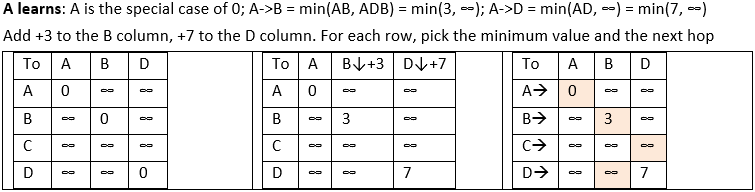 A learns: A is the special case of 0; A->B = min(AB, ADB) = min(3, ∞); A->D = min(AD, ∞) = min(7, ∞)
Add +3 to the B column, +7 to the D column. For each row, pick the minimum value and the next hop
To A B D To A B↓+3 D↓+7 To A B D
A 0 ∞ ∞ A 0 ∞ ∞ A→ 0 ∞ ∞
B ∞ 0 ∞ B ∞ 3 ∞ B→ ∞ 3 ∞
C ∞ ∞ ∞ C ∞ ∞ ∞ C→ ∞ ∞ ∞
D ∞ ∞ 0 D ∞ ∞ 7 D→ ∞ ∞ 7